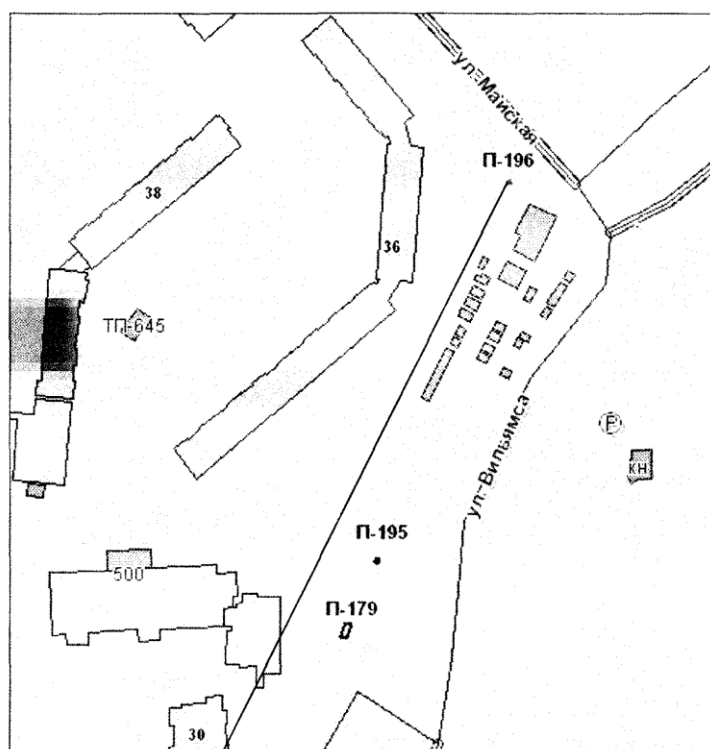 ул. Майская
П-196
38
36
ТП-645
Р
ул. Вильямса
КН
П-195
500
П-179
30